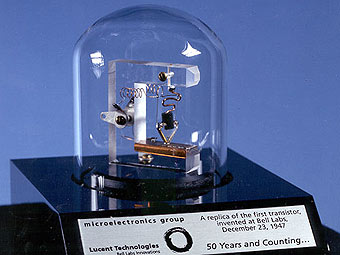 microelectronics group
Lucent Technologies
Bell Labs Innovations
A replica of the first transistor,
invented at Bell Labs,
December 23, 1947
50 Years and Counting...